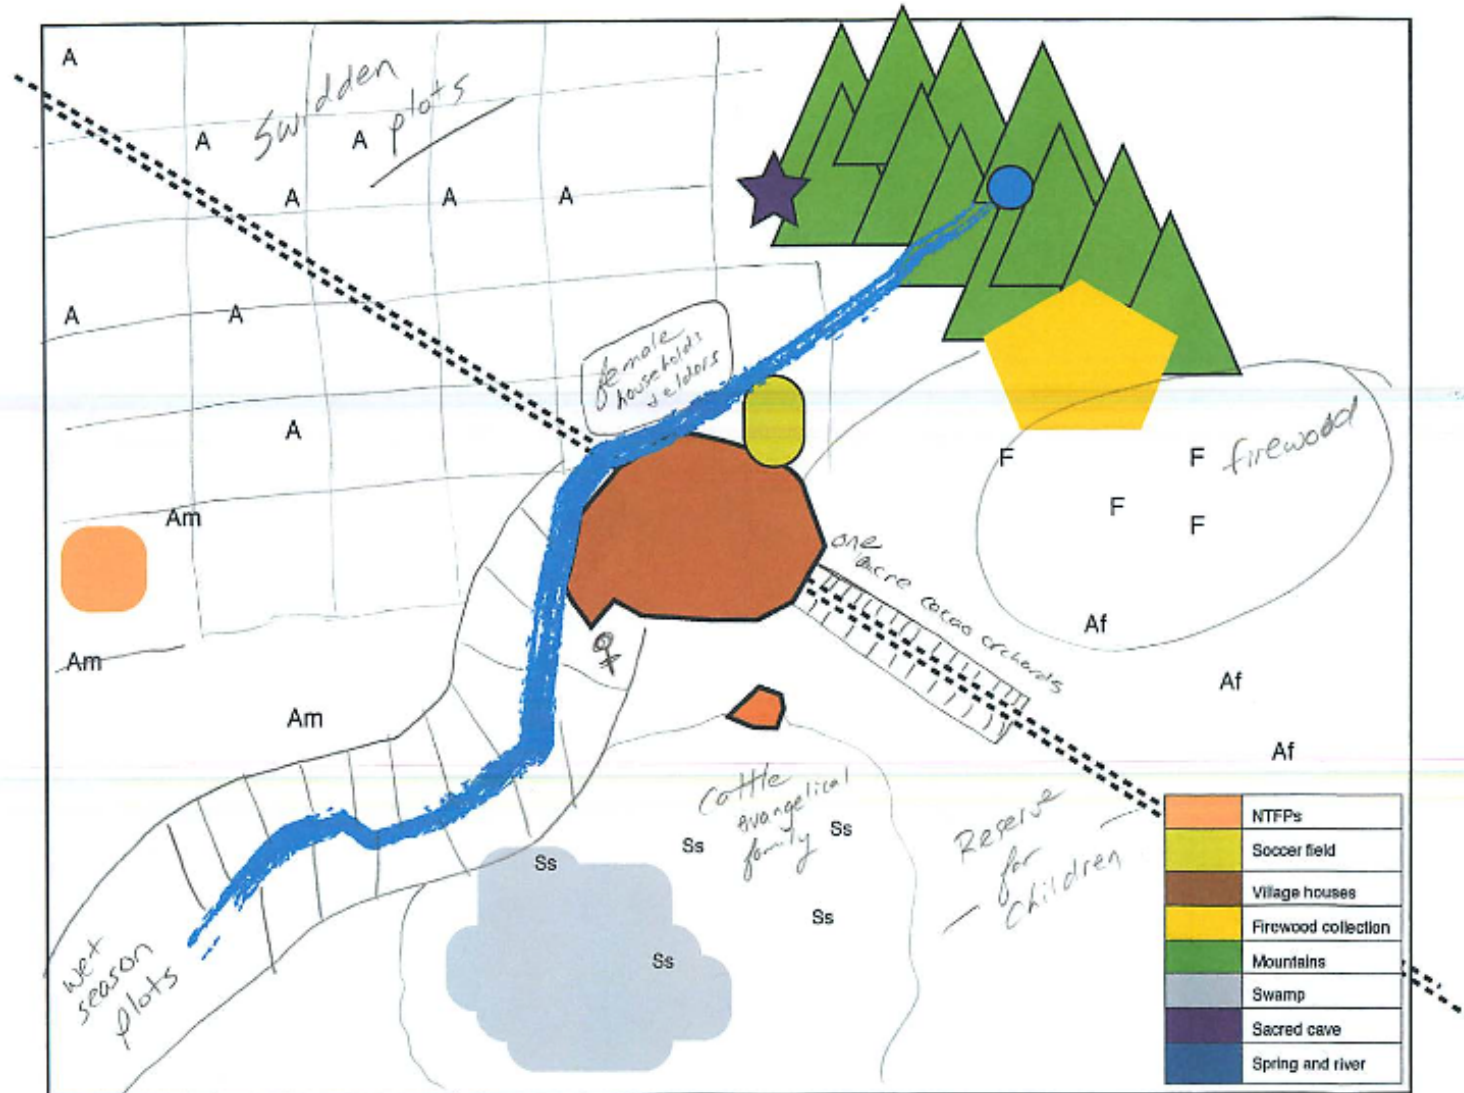 A
Swidden
plots
A
A
A
A
A
A
A
A
female
households
& elders
firewood
F
F
F
F
Am
Am
Am
one
acre cacao orchards
Af
Af
Af
Cattle
evangelical
family
Ss
Ss
Ss
Ss
Ss
Reserve
for
Children
wet
season
plots
NTFPs
Soccer field
Village houses
Firewood collection
Mountains
Swamp
Sacred cave
Spring and river